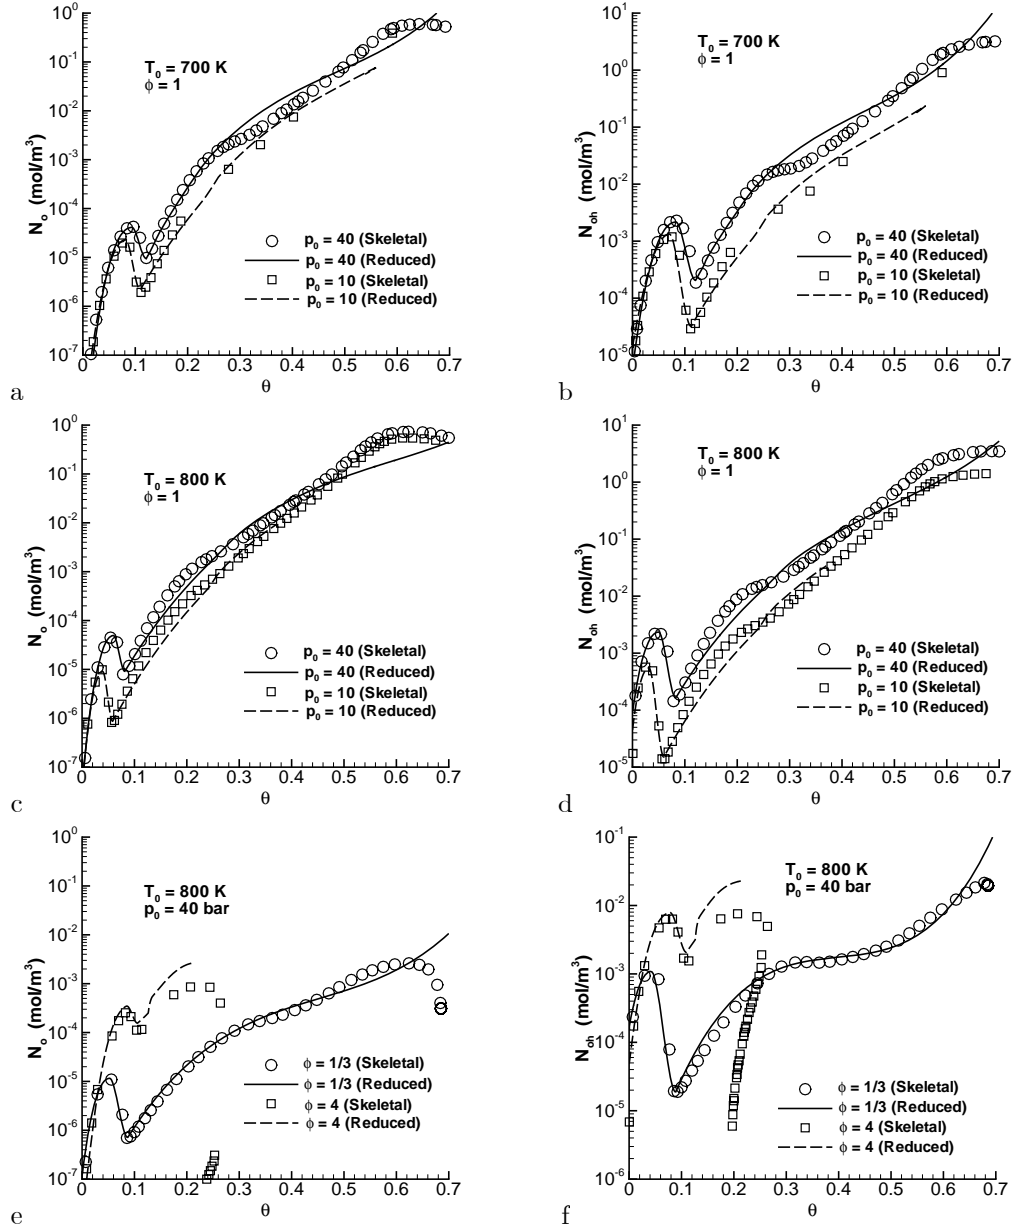 10⁰
10⁻¹
10⁻²
10⁻³
10⁻⁴
10⁻⁵
10⁻⁶
10⁻⁷
Nₒ (mol/m³)
T₀ = 700 K
ϕ = 1
p₀ = 40 (Skeletal)
p₀ = 40 (Reduced)
p₀ = 10 (Skeletal)
p₀ = 10 (Reduced)
0 0.1 0.2 0.3 0.4 0.5 0.6 0.7
θ
a
10¹
10⁰
10⁻¹
10⁻²
10⁻³
10⁻⁴
10⁻⁵
Nₒₕ (mol/m³)
T₀ = 700 K
ϕ = 1
p₀ = 40 (Skeletal)
p₀ = 40 (Reduced)
p₀ = 10 (Skeletal)
p₀ = 10 (Reduced)
0 0.1 0.2 0.3 0.4 0.5 0.6 0.7
θ
b
10⁰
10⁻¹
10⁻²
10⁻³
10⁻⁴
10⁻⁵
10⁻⁶
10⁻⁷
Nₒ (mol/m³)
T₀ = 800 K
ϕ = 1
p₀ = 40 (Skeletal)
p₀ = 40 (Reduced)
p₀ = 10 (Skeletal)
p₀ = 10 (Reduced)
0 0.1 0.2 0.3 0.4 0.5 0.6 0.7
θ
c
10¹
10⁰
10⁻¹
10⁻²
10⁻³
10⁻⁴
10⁻⁵
Nₒₕ (mol/m³)
T₀ = 800 K
ϕ = 1
p₀ = 40 (Skeletal)
p₀ = 40 (Reduced)
p₀ = 10 (Skeletal)
p₀ = 10 (Reduced)
0 0.1 0.2 0.3 0.4 0.5 0.6 0.7
θ
d
10⁰
10⁻¹
10⁻²
10⁻³
10⁻⁴
10⁻⁵
10⁻⁶
10⁻⁷
Nₒ (mol/m³)
T₀ = 800 K
p₀ = 40 bar
ϕ = 1/3 (Skeletal)
ϕ = 1/3 (Reduced)
ϕ = 4 (Skeletal)
ϕ = 4 (Reduced)
0 0.1 0.2 0.3 0.4 0.5 0.6 0.7
θ
e
10⁻¹
10⁻²
10⁻³
10⁻⁴
10⁻⁵
10⁻⁶
Nₒₕ (mol/m³)
T₀ = 800 K
p₀ = 40 bar
ϕ = 1/3 (Skeletal)
ϕ = 1/3 (Reduced)
ϕ = 4 (Skeletal)
ϕ = 4 (Reduced)
0 0.1 0.2 0.3 0.4 0.5 0.6 0.7
θ
f